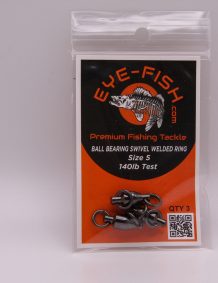 EYE-FISH
.com
Premium Fishing Tackle
BALL BEARING SWIVEL WELDED RING
Size 5
140lb Test
QTY 3